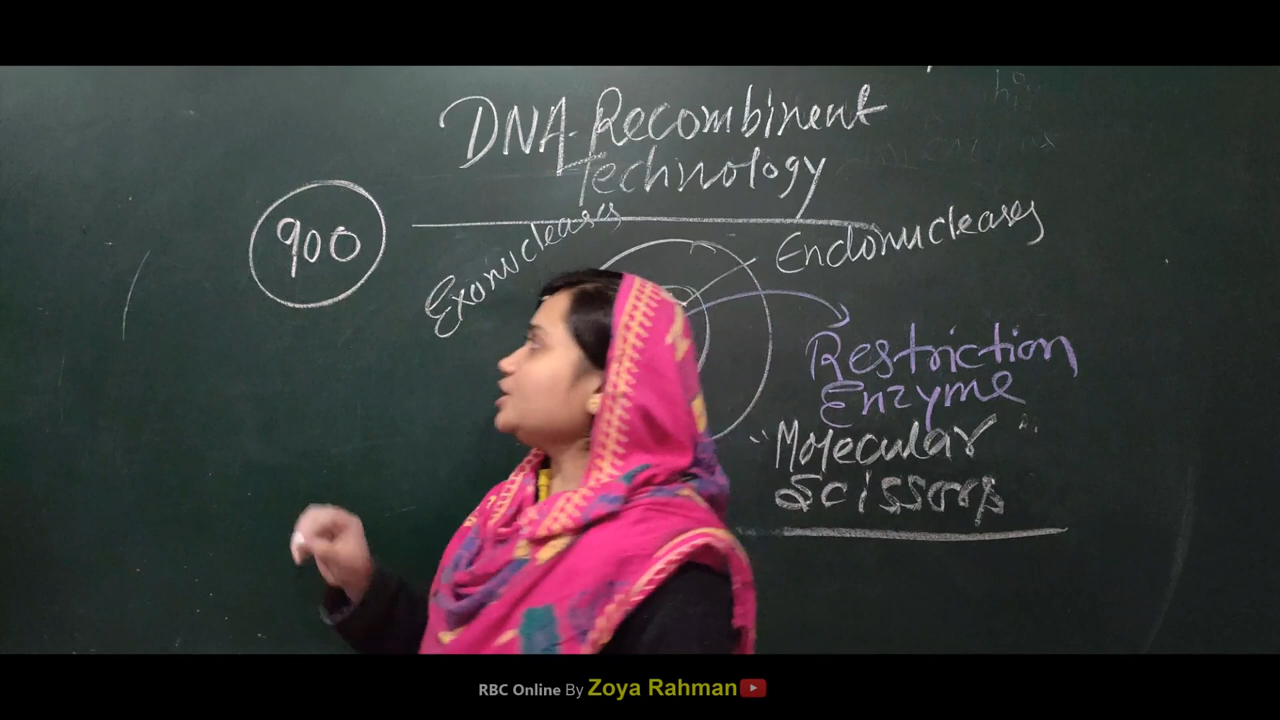 DNA Recombinent
Technology
900
Exonucleases
Endonucleases
Restriction
Enzyme
"Molecular
Scissors
RBC Online By Zoya Rahman